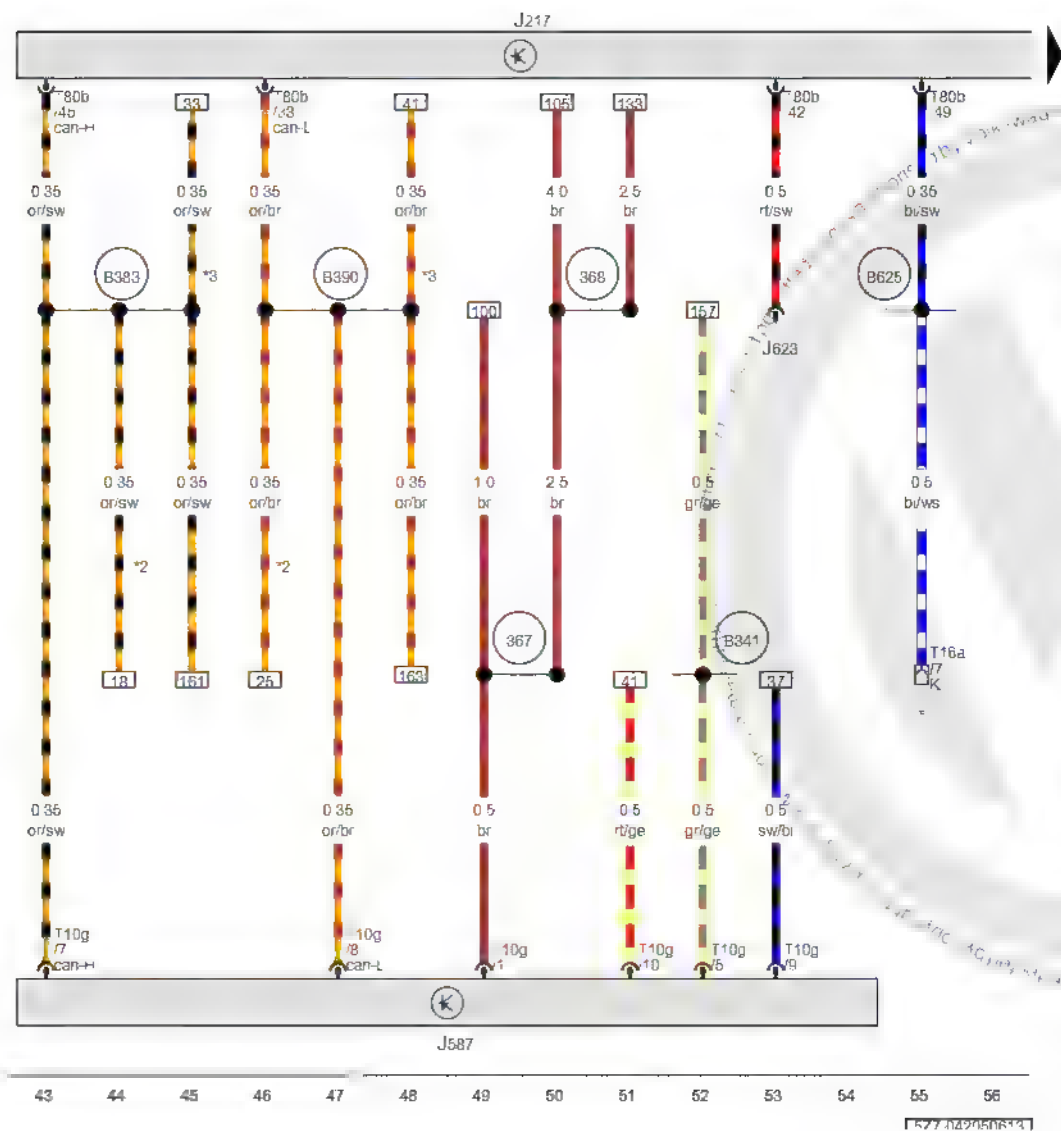 J217
T80b
/45
can-H
33
T80b
/33
can-L
41
105
133
T80b
42
T80b
49
0.35
or/sw
0.35
or/sw
0.35
or/br
0.35
or/br
4.0
br
2.5
br
0.5
rt/sw
0.35
bl/sw
B383
*3
B390
*3
368
B625
100
157
J623
0.35
or/sw
0.35
or/sw
0.35
or/br
0.35
or/br
1.0
br
2.5
br
0.5
gr/ge
0.5
bl/ws
*2
*2
367
B341
T16a
/7
K
18
161
25
163
41
37
0.35
or/sw
0.35
or/br
0.5
br
0.5
rt/ge
0.5
gr/ge
0.5
sw/bl
T10g
/7
can-H
10g
/8
can-L
10g
/1
T10g
/10
T10g
T10g
/9
J587
43 44 45 46 47 48 49 50 51 52 53 54 55 56
5Z7-042050613